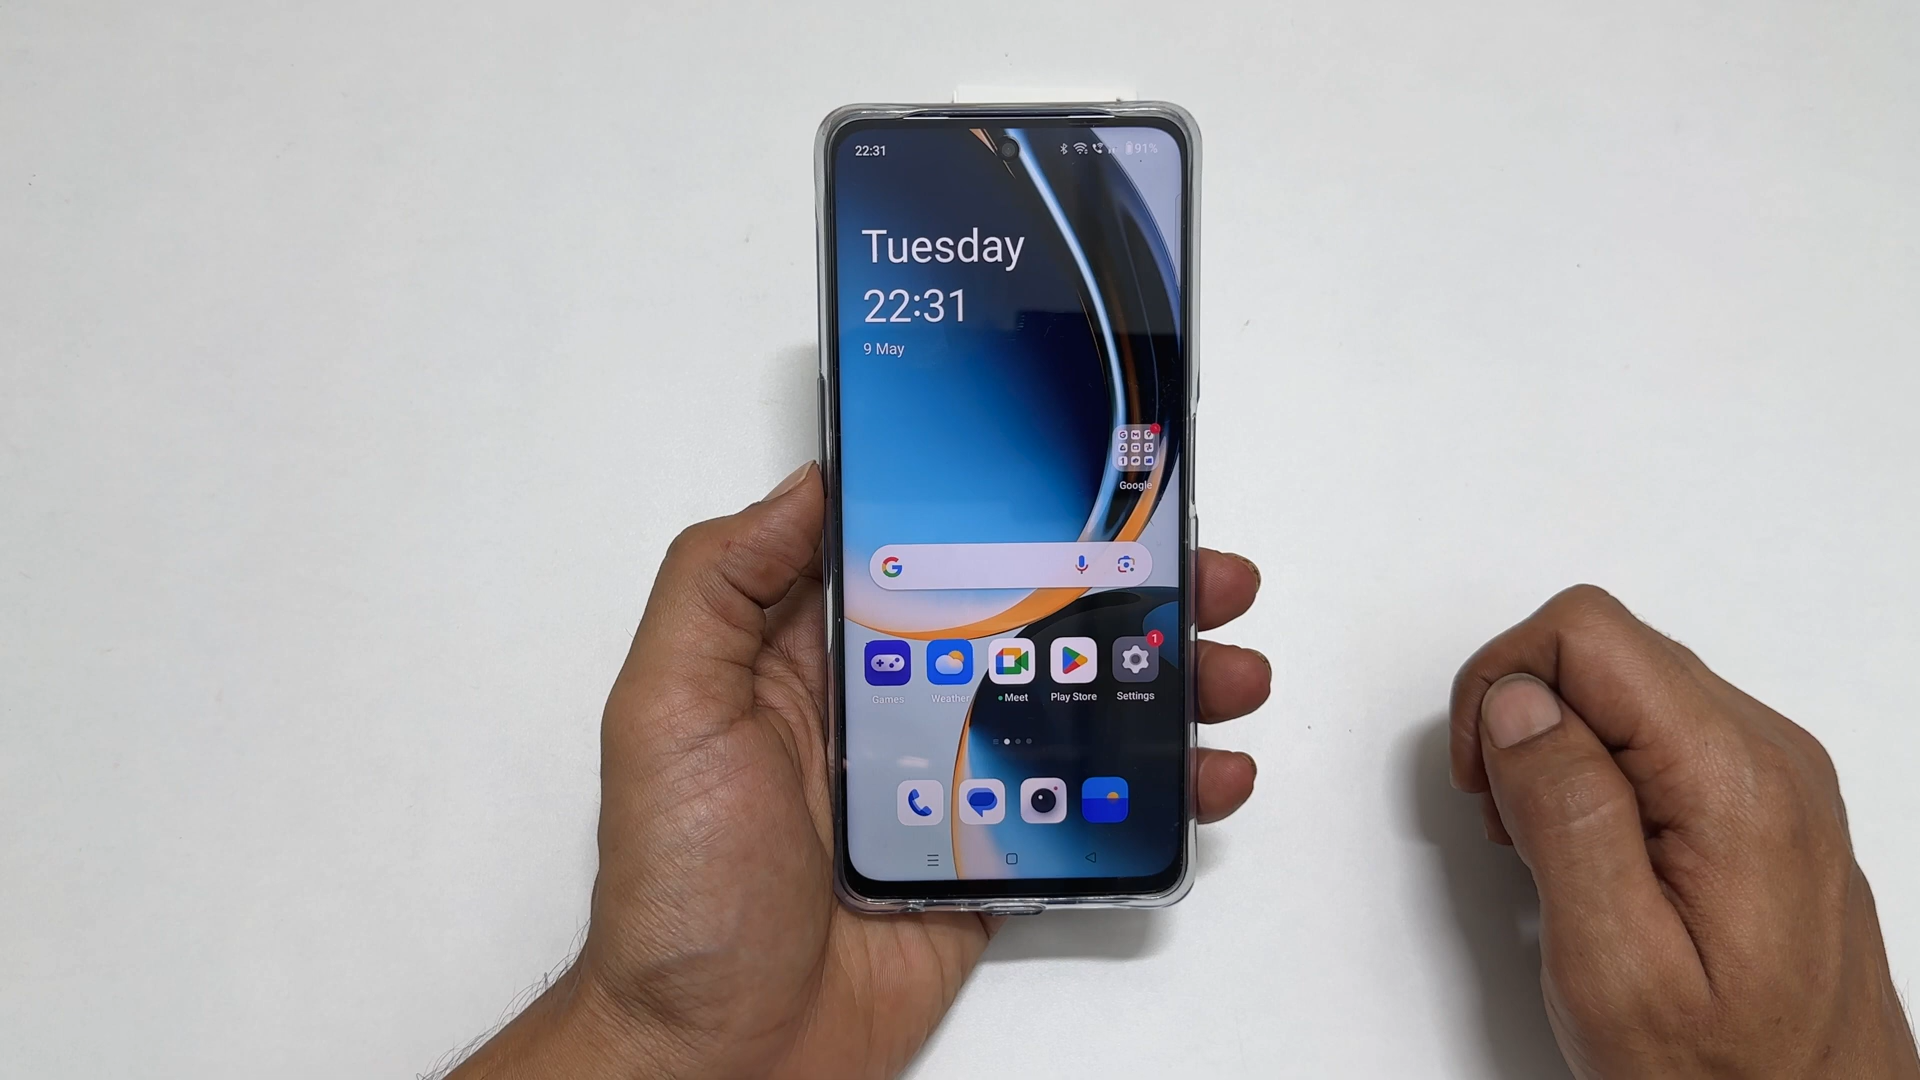 22:31
91%
Tuesday
22:31
9 May
Google
Games
Weather
Meet
Play Store
Settings
1